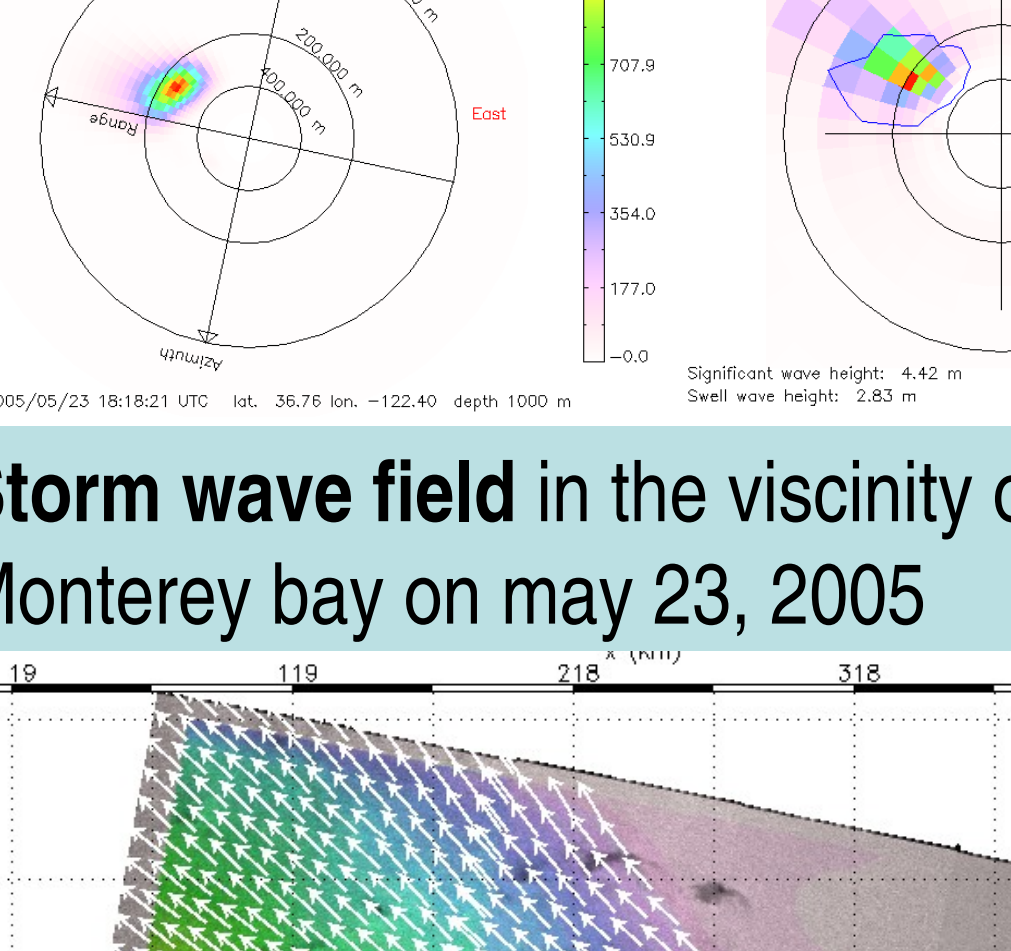 200,000 m
400,000 m
Range
East
Azimuth
707.9
530.9
354.0
177.0
-0.0
005/05/23 18:18:21 UTC lat. 36.76 lon. -122.40 depth 1000 m
Significant wave height: 4.42 m
Swell wave height: 2.83 m
Storm wave field in the viscinity
Monterey bay on may 23, 2005
x (km)
19 119 218 318